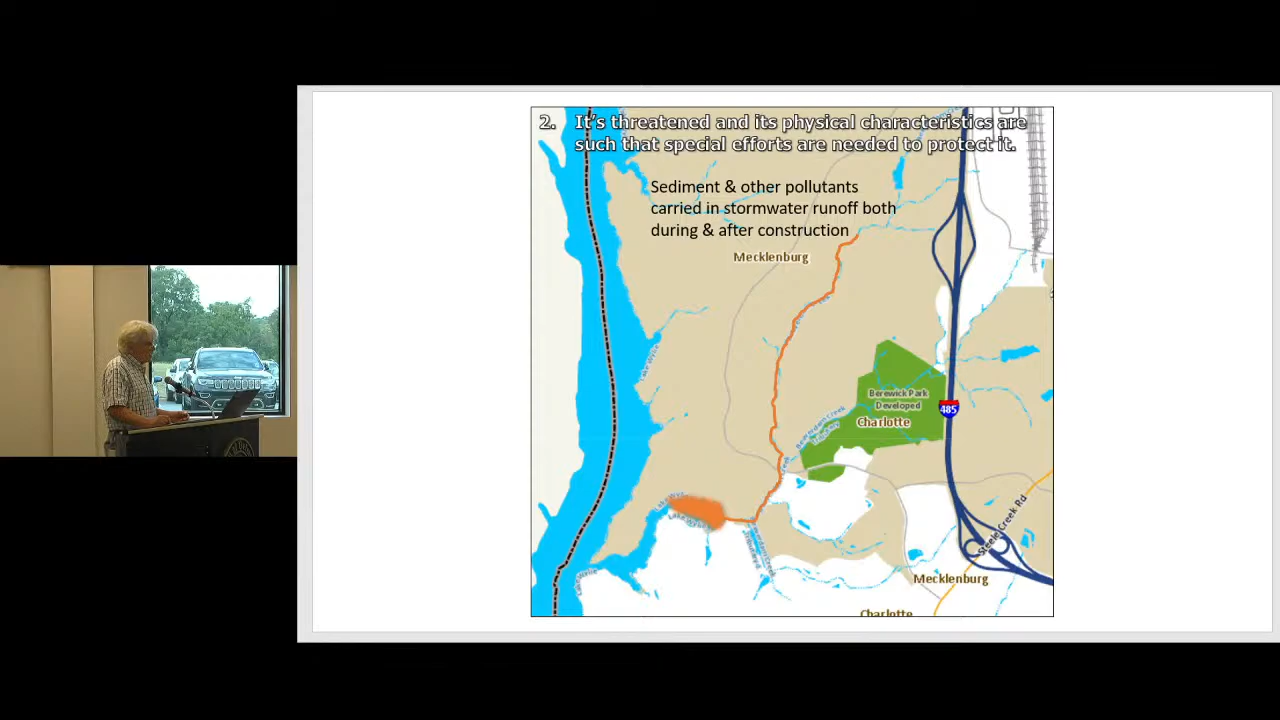 2. It's threatened and its physical characteristics are
such that special efforts are needed to protect it.
Sediment & other pollutants
carried in stormwater runoff both
during & after construction
Mecklenburg
Berewick Park
Developed
Charlotte
485
Steele Creek Rd
Mecklenburg
Charlotte